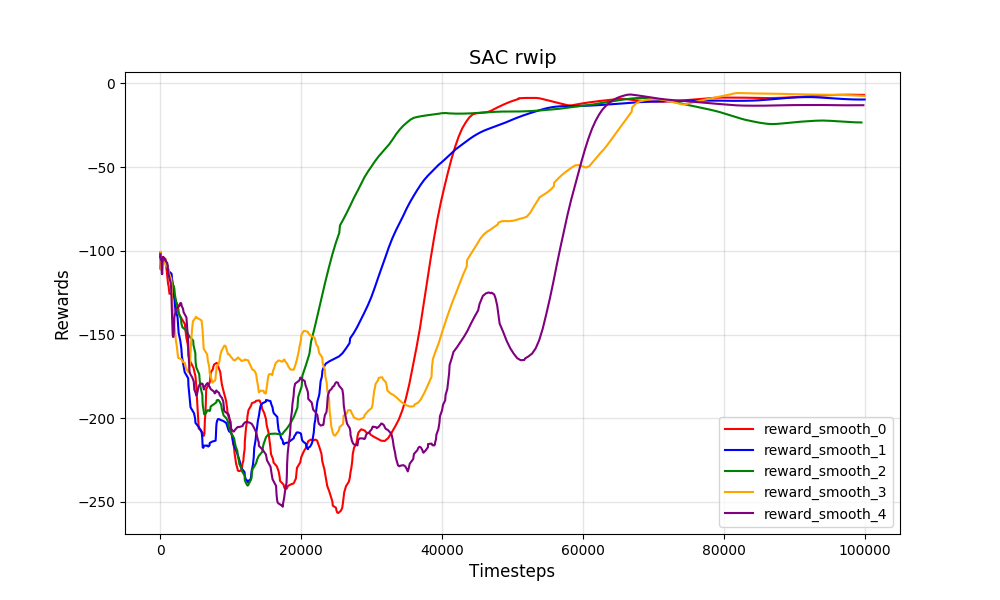 SAC rwip
Rewards
0
−50
−100
−150
−200
−250
0
20000
40000
60000
80000
100000
Timesteps
reward_smooth_0
reward_smooth_1
reward_smooth_2
reward_smooth_3
reward_smooth_4